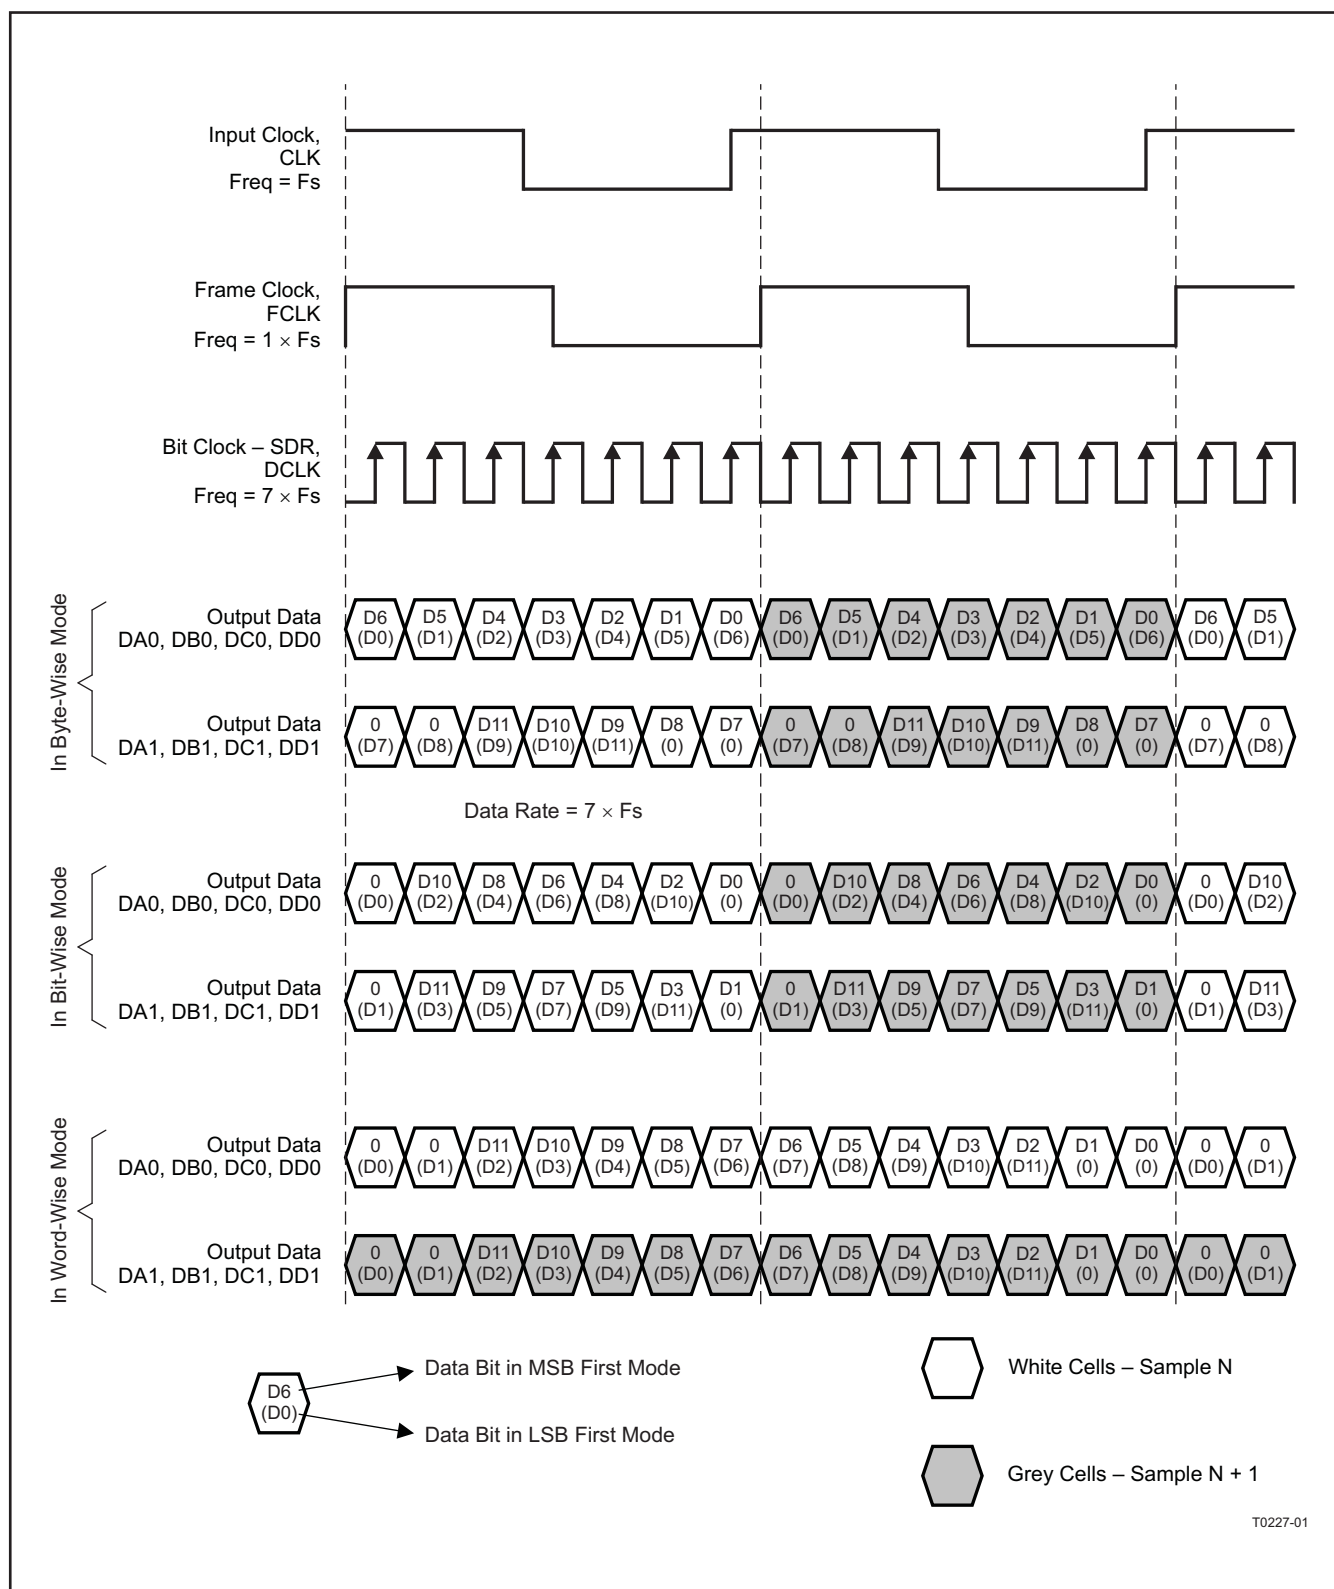 Input Clock,
CLK
Freq = Fs
Frame Clock,
FCLK
Freq = 1 × Fs
Bit Clock – SDR,
DCLK
Freq = 7 × Fs
In Byte-Wise Mode
Output Data
DA0, DB0, DC0, DD0
D6 D5 D4 D3 D2 D1 D0 D6 D5 D4 D3 D2 D1 D0 D6 D5
(D0) (D1) (D2) (D3) (D4) (D5) (D6) (D0) (D1) (D2) (D3) (D4) (D5) (D6) (D0) (D1)
Output Data
DA1, DB1, DC1, DD1
0 0 D11 D10 D9 D8 D7 0 0 D11 D10 D9 D8 D7 0 0
(D7) (D8) (D9) (D10) (D11) (0) (0) (D7) (D8) (D9) (D10) (D11) (0) (0) (D7) (D8)
Data Rate = 7 × Fs
In Bit-Wise Mode
Output Data
DA0, DB0, DC0, DD0
0 D10 D8 D6 D4 D2 D0 0 D10 D8 D6 D4 D2 D0 0 D10
(D0) (D2) (D4) (D6) (D8) (D10) (0) (D0) (D2) (D4) (D6) (D8) (D10) (0) (D0) (D2)
Output Data
DA1, DB1, DC1, DD1
0 D11 D9 D7 D5 D3 D1 0 D11 D9 D7 D5 D3 D1 0 D11
(D1) (D3) (D5) (D7) (D9) (D11) (0) (D1) (D3) (D5) (D7) (D9) (D11) (0) (D1) (D3)
In Word-Wise Mode
Output Data
DA0, DB0, DC0, DD0
0 0 D11 D10 D9 D8 D7 D6 D5 D4 D3 D2 D1 D0 0 0
(D0) (D1) (D2) (D3) (D4) (D5) (D6) (D7) (D8) (D9) (D10) (D11) (0) (0) (D0) (D1)
Output Data
DA1, DB1, DC1, DD1
0 0 D11 D10 D9 D8 D7 D6 D5 D4 D3 D2 D1 D0 0 0
(D0) (D1) (D2) (D3) (D4) (D5) (D6) (D7) (D8) (D9) (D10) (D11) (0) (0) (D0) (D1)
D6
(D0)
Data Bit in MSB First Mode
Data Bit in LSB First Mode
White Cells – Sample N
Grey Cells – Sample N + 1
T0227-01